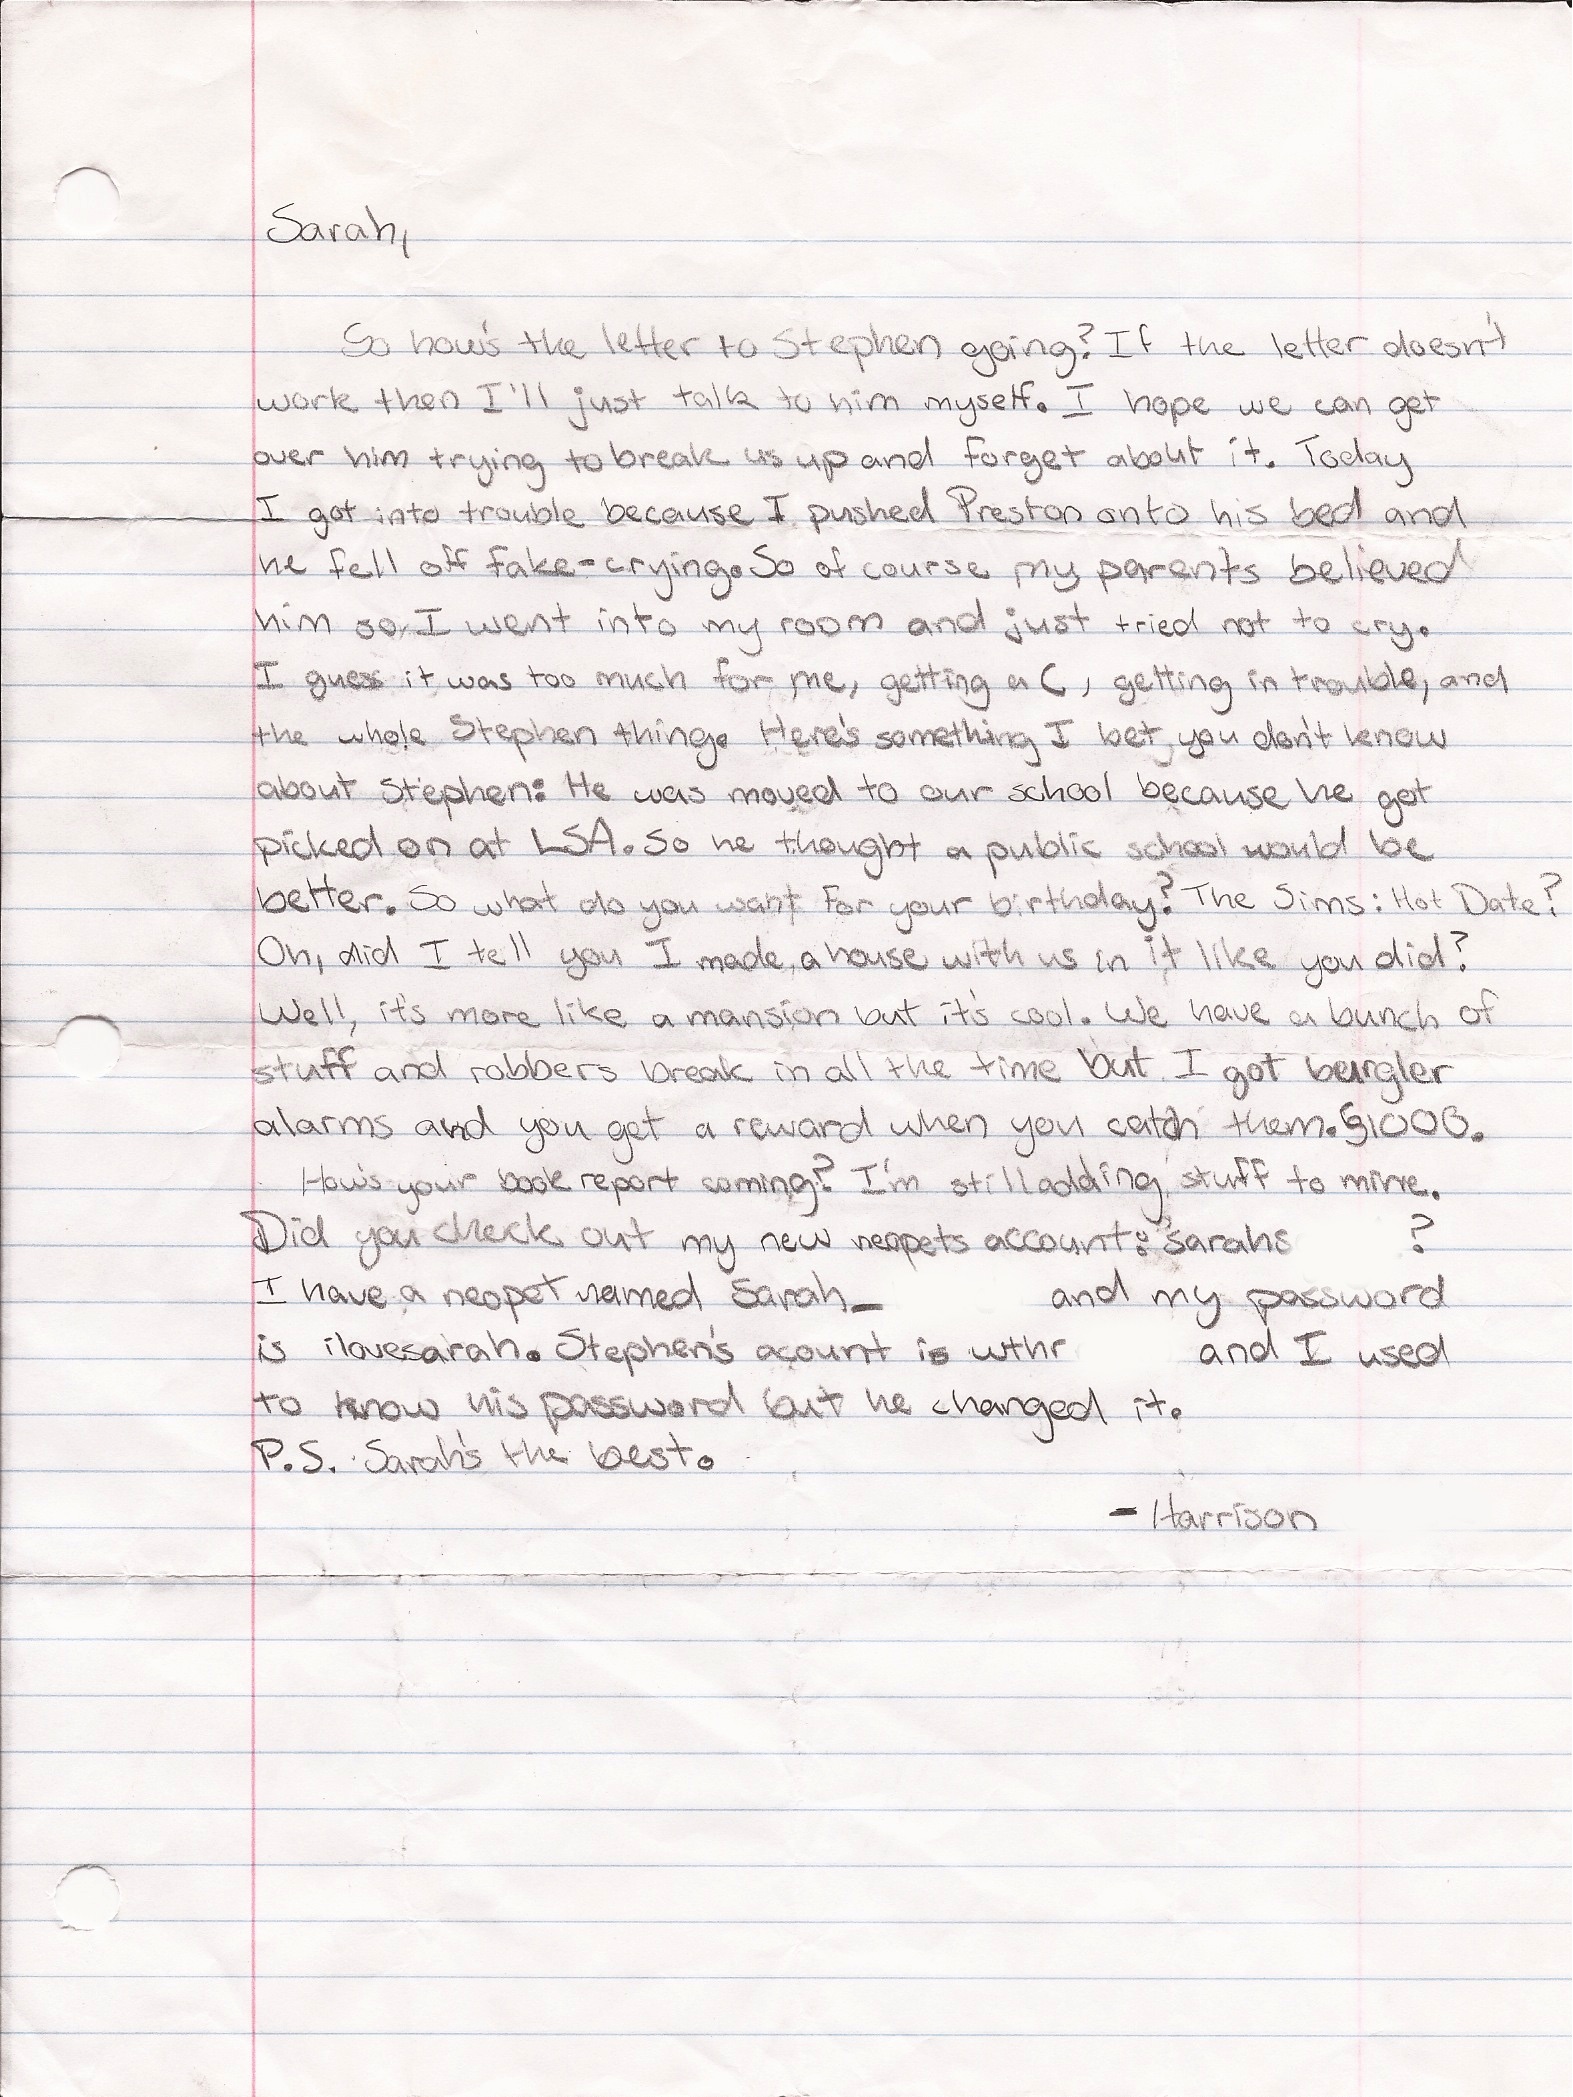 Sarah,
So how's the letter to Stephen going? If the letter doesn't
work then I'll just talk to him myself. I hope we can get
over him trying to break us up and forget about it. Today
I got into trouble because I pushed Preston onto his bed and
he fell off fake-crying. So of course my parents believed
him so I went into my room and just tried not to cry.
I guess it was too much for me, getting a C, getting in trouble, and
the whole Stephen thing. Here's something I bet you don't know
about Stephen: He was moved to our school because he got
picked on at LSA. So he thought a public school would be
better. So what do you want for your birthday? The Sims: Hot Date?
Oh, did I tell you I made a house with us in it like you did?
Well, it's more like a mansion but it's cool. We have a bunch of
stuff and robbers break in all the time but I got burgler
alarms and you get a reward when you catch them. §1000.
How's your book report coming? I'm still adding stuff to mine.
Did you check out my new neopets account: sarahs ?
I have a neopet named Sarah_ and my password
is ilovesarah. Stephen's acount is wthr and I used
to know his password but he changed it.
P.S. Sarah's the best.
- Harrison